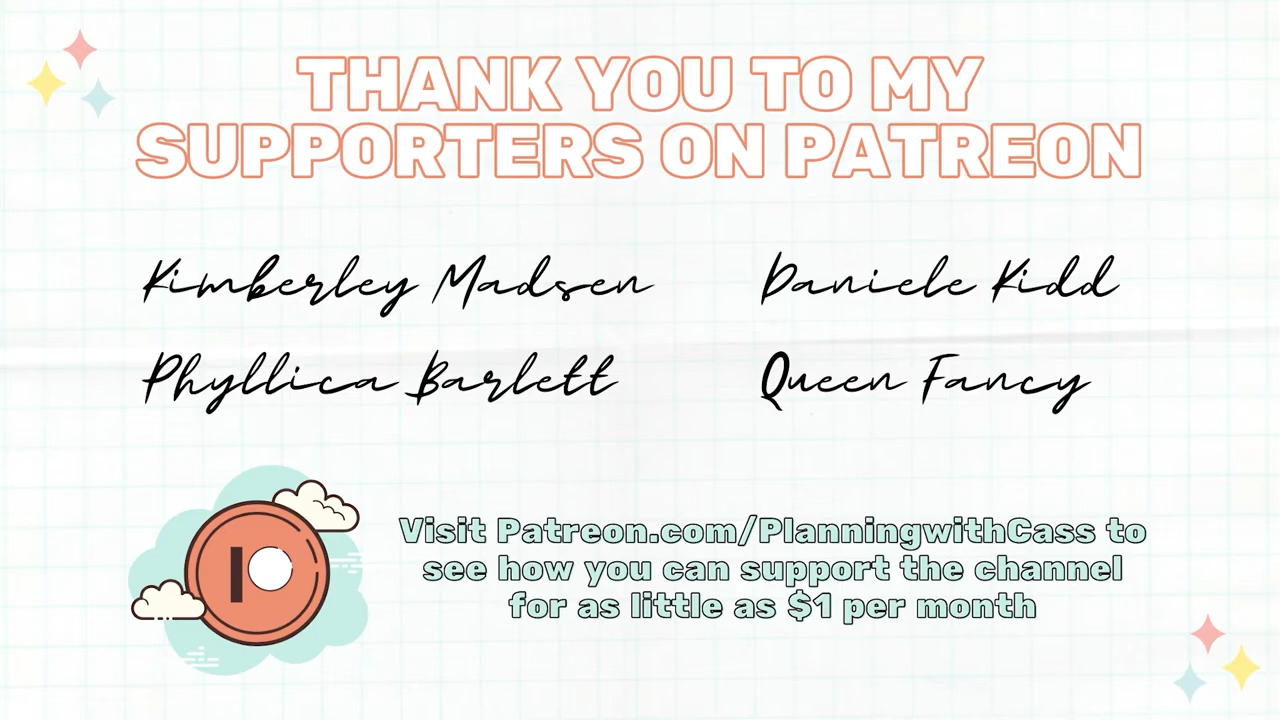 THANK YOU TO MY
SUPPORTERS ON PATREON
Kimberley Madsen
Daniele Kidd
Phyllica Barlett
Queen Fancy
Visit Patreon.com/PlanningwithCass to
see how you can support the channel
for as little as $1 per month